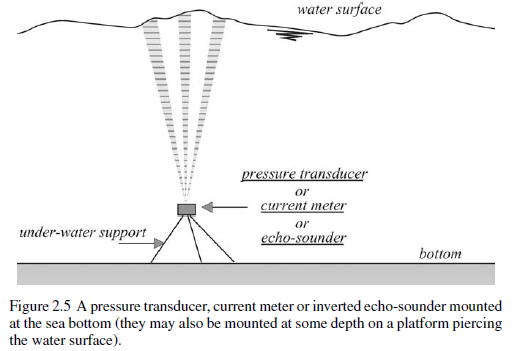 water surface
pressure transducer
or
current meter
or
echo-sounder
under-water support
bottom
Figure 2.5 A pressure transducer, current meter or inverted echo-sounder mounted
at the sea bottom (they may also be mounted at some depth on a platform piercing
the water surface).